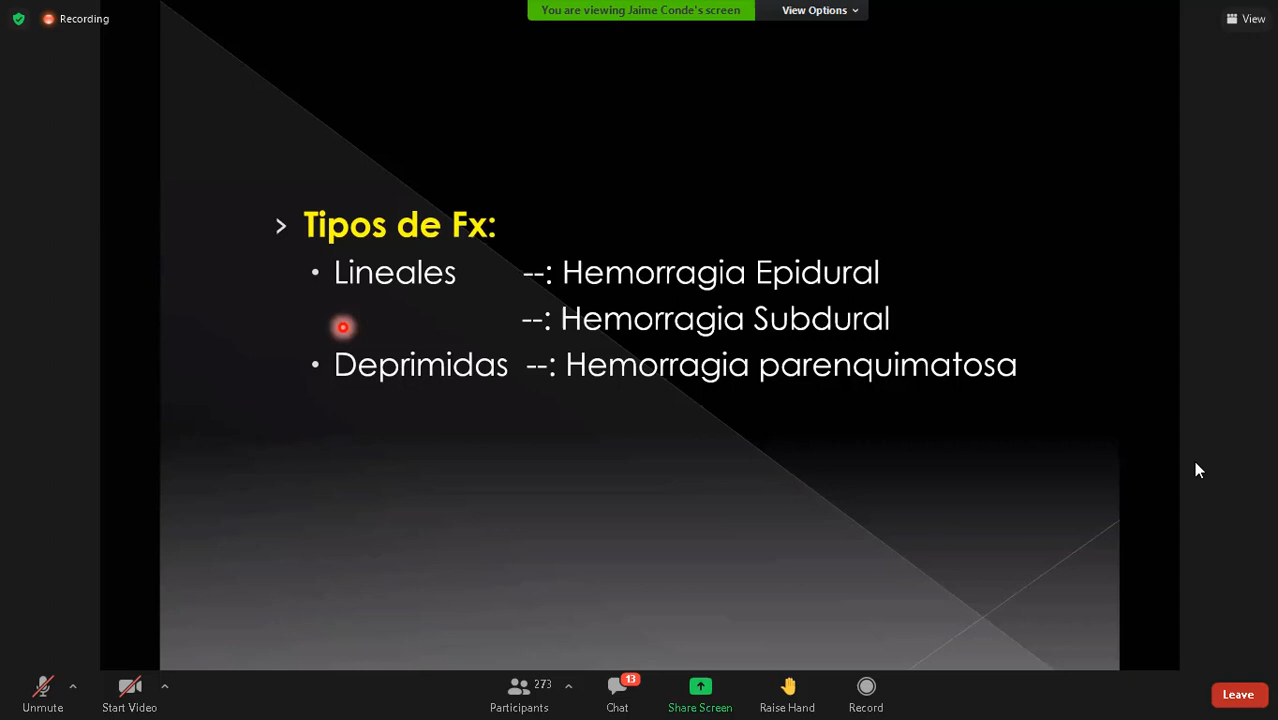 Recording
You are viewing Jaime Conde's screen
View Options
View
> Tipos de Fx:
• Lineales --: Hemorragia Epidural
--: Hemorragia Subdural
• Deprimidas --: Hemorragia parenquimatosa
273
13
Unmute
Start Video
Participants
Chat
Share Screen
Raise Hand
Record
Leave